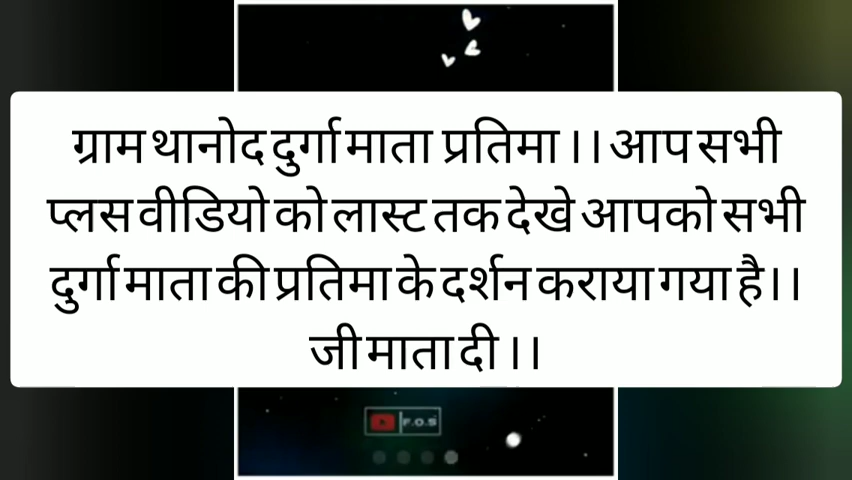 ग्राम थानोद दुर्गा माता प्रतिमा ।। आप सभी
प्लस वीडियो को लास्ट तक देखे आपको सभी
दुर्गा माता की प्रतिमा के दर्शन कराया गया है।।
जी माता दी ।।
F.O.S